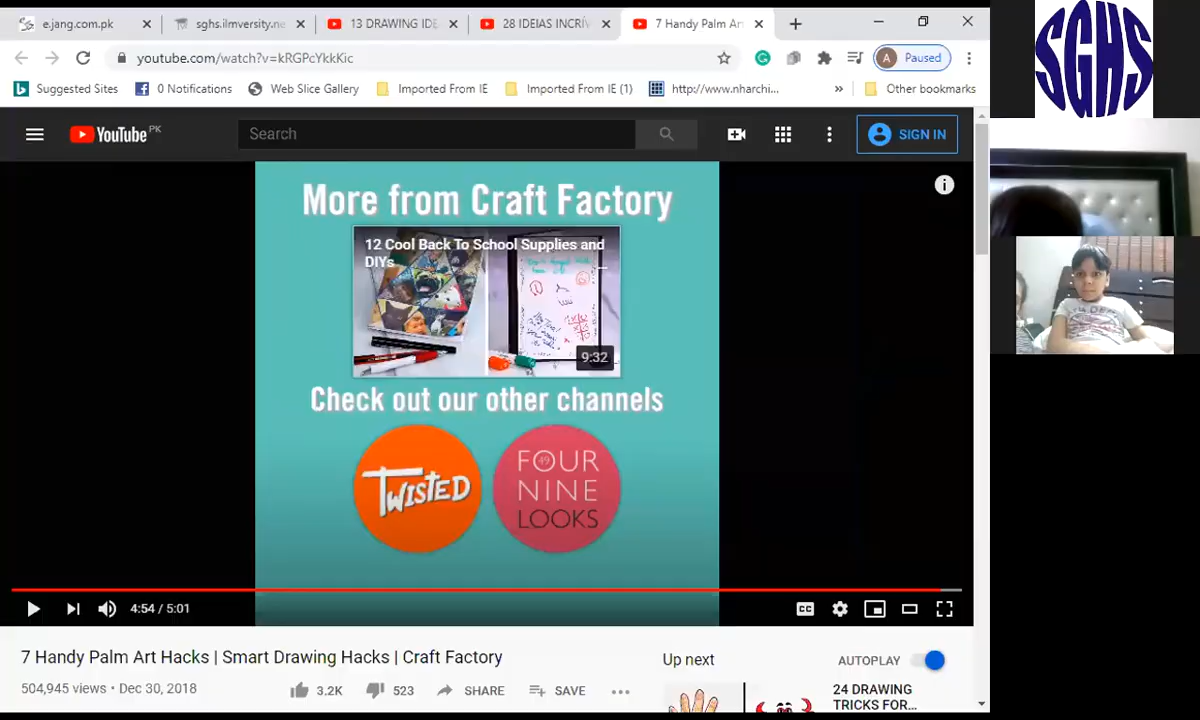 e.jang.com.pk
sghs.ilmversity.ne
13 DRAWING IDE
28 IDEIAS INCRÍV
7 Handy Palm Ar
youtube.com/watch?v=kRGPcYkkKic
A Paused
Suggested Sites
0 Notifications
Web Slice Gallery
Imported From IE
Imported From IE (1)
http://www.nharchi...
»
Other bookmarks
YouTube PK
Search
SIGN IN
More from Craft Factory
12 Cool Back To School Supplies and
DIYs
9:32
Check out our other channels
TWISTED
FOUR
49
NINE
LOOKS
4:54 / 5:01
CC
7 Handy Palm Art Hacks | Smart Drawing Hacks | Craft Factory
504,945 views • Dec 30, 2018
3.2K
523
SHARE
SAVE
Up next
AUTOPLAY
24 DRAWING
TRICKS FOR...
SGHS